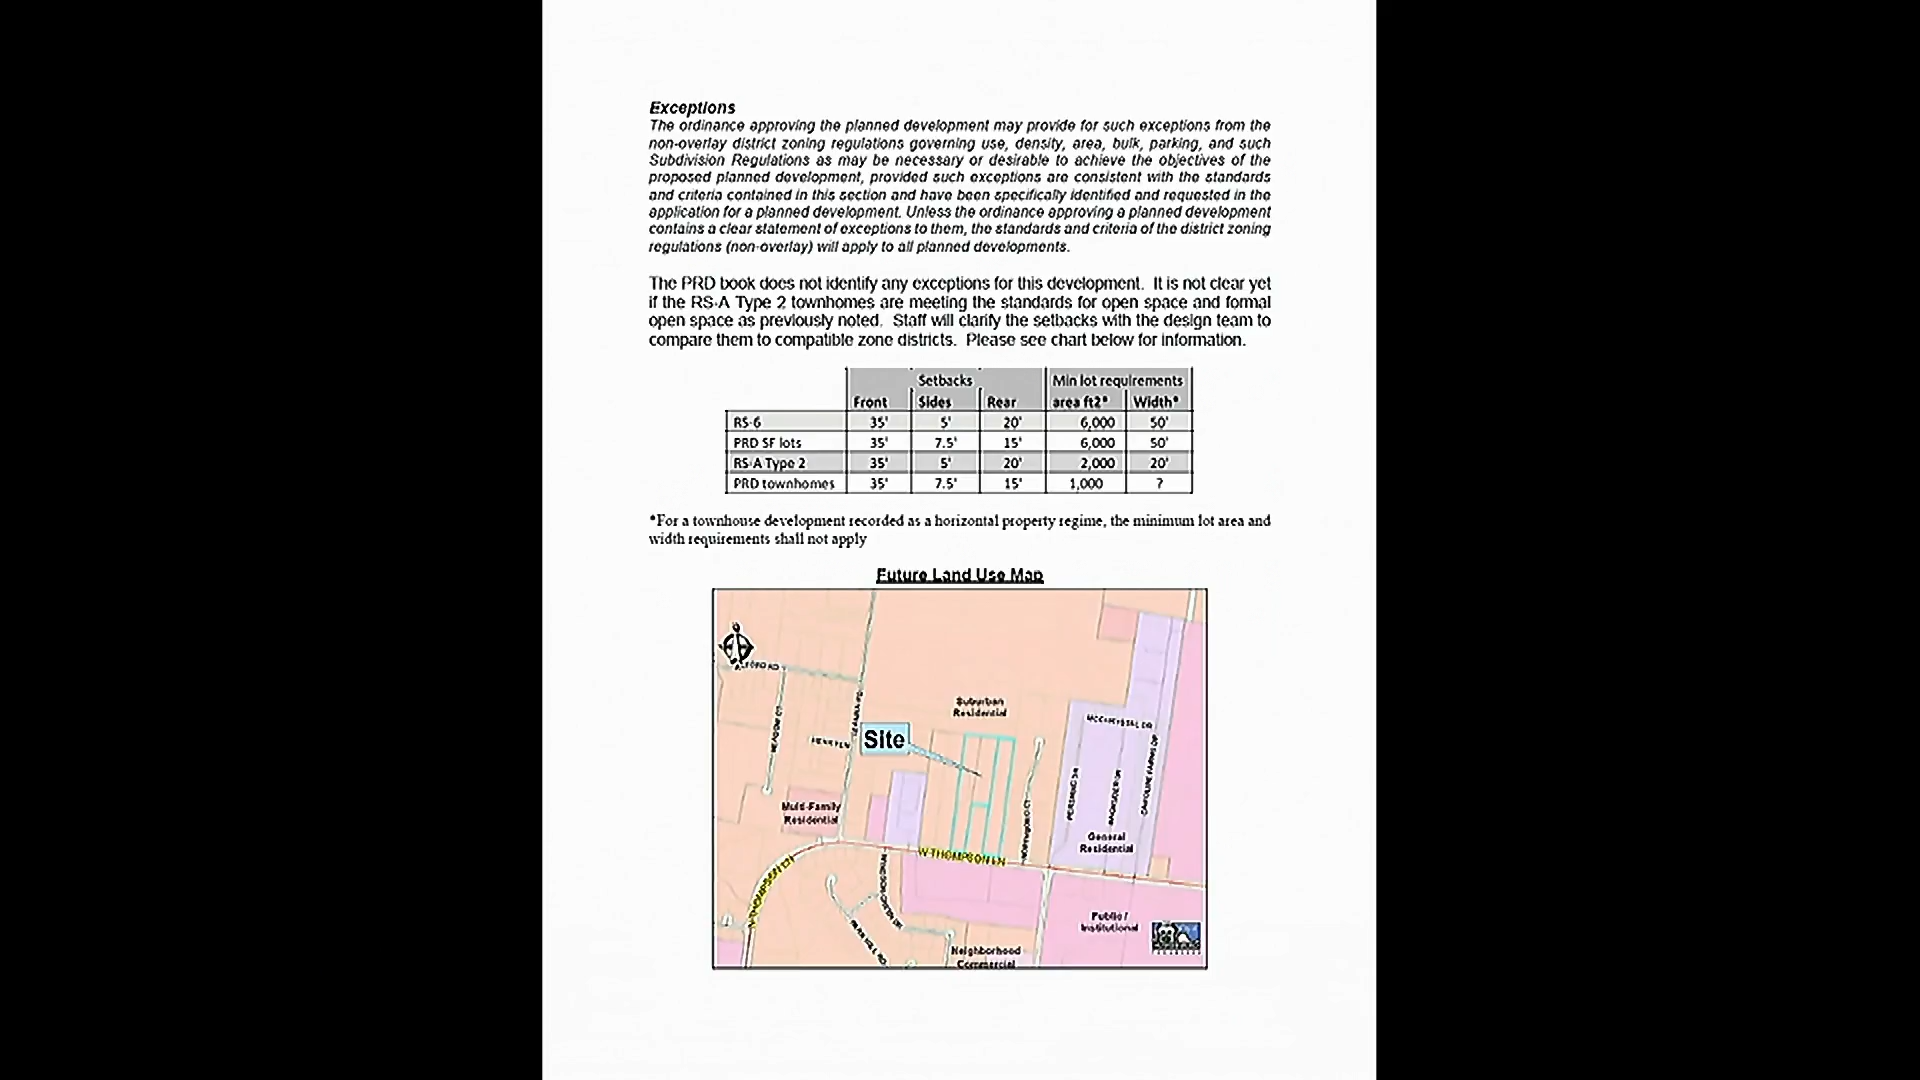 Exceptions
The ordinance approving the planned development may provide for such exceptions from the
non-overlay district zoning regulations governing use, density, area, bulk, parking, and such
Subdivision Regulations as may be necessary or desirable to achieve the objectives of the
proposed planned development, provided such exceptions are consistent with the standards
and criteria contained in this section and have been specifically identified and requested in the
application for a planned development. Unless the ordinance approving a planned development
contains a clear statement of exceptions to them, the standards and criteria of the district zoning
regulations (non-overlay) will apply to all planned developments.
The PRD book does not identify any exceptions for this development. It is not clear yet
if the RS-A Type 2 townhomes are meeting the standards for open space and formal
open space as previously noted. Staff will clarify the setbacks with the design team to
compare them to compatible zone districts. Please see chart below for information.
Setbacks Min lot requirements
Front Sides Rear area ft2* Width*
RS-6 35' 5' 20' 6,000 50'
PRD SF lots 35' 7.5' 15' 6,000 50'
RS-A Type 2 35' 5' 20' 2,000 20'
PRD townhomes 35' 7.5' 15' 1,000 ?
*For a townhouse development recorded as a horizontal property regime, the minimum lot area and
width requirements shall not apply
Future Land Use Map
Suburban
Residential
MEADOW CT
Site
Multi-Family
Residential
General
Residential
W THOMPSON LN
W THOMPSON LN
Public /
Institutional
Neighborhood
Commercial